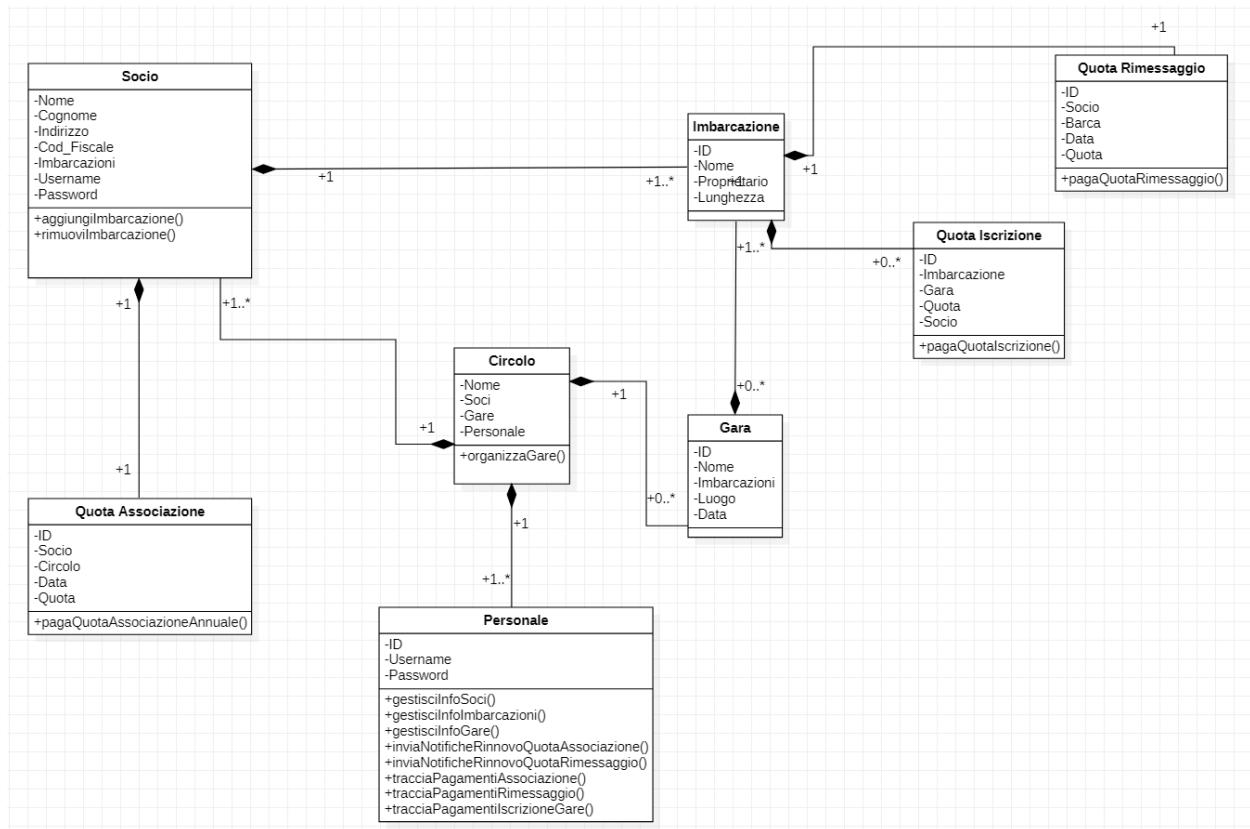 Socio
-Nome
-Cognome
-Indirizzo
-Cod_Fiscale
-Imbarcazioni
-Username
-Password
+aggiungiImbarcazione()
+rimuoviImbarcazione()
+1
+1..*
Imbarcazione
-ID
-Nome
-Proprietario
+1
-Lunghezza
+1
+1
Quota Rimessaggio
-ID
-Socio
-Barca
-Data
-Quota
+pagaQuotaRimessaggio()
+1..*
+0..*
Quota Iscrizione
-ID
-Imbarcazione
-Gara
-Quota
-Socio
+pagaQuotaIscrizione()
+1
+1..*
+1
Circolo
-Nome
-Soci
-Gare
-Personale
+organizzaGare()
+1
+0..*
+0..*
Gara
-ID
-Nome
-Imbarcazioni
-Luogo
-Data
+1
Quota Associazione
-ID
-Socio
-Circolo
-Data
-Quota
+pagaQuotaAssociazioneAnnuale()
+1
+1..*
Personale
-ID
-Username
-Password
+gestisciInfoSoci()
+gestisciInfoImbarcazioni()
+gestisciInfoGare()
+inviaNotificheRinnovoQuotaAssociazione()
+inviaNotificheRinnovoQuotaRimessaggio()
+tracciaPagamentiAssociazione()
+tracciaPagamentiRimessaggio()
+tracciaPagamentiIscrizioneGare()